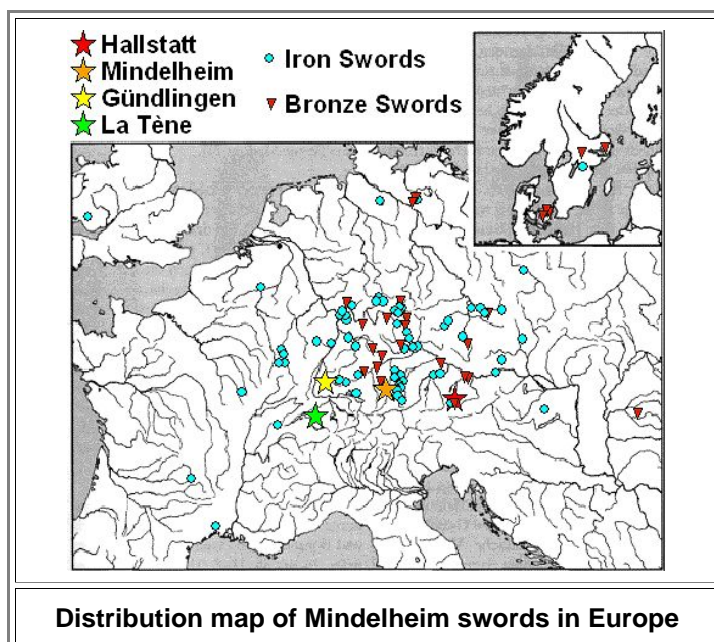 Hallstatt
Mindelheim
Gündlingen
La Tène
Iron Swords
Bronze Swords
Distribution map of Mindelheim swords in Europe